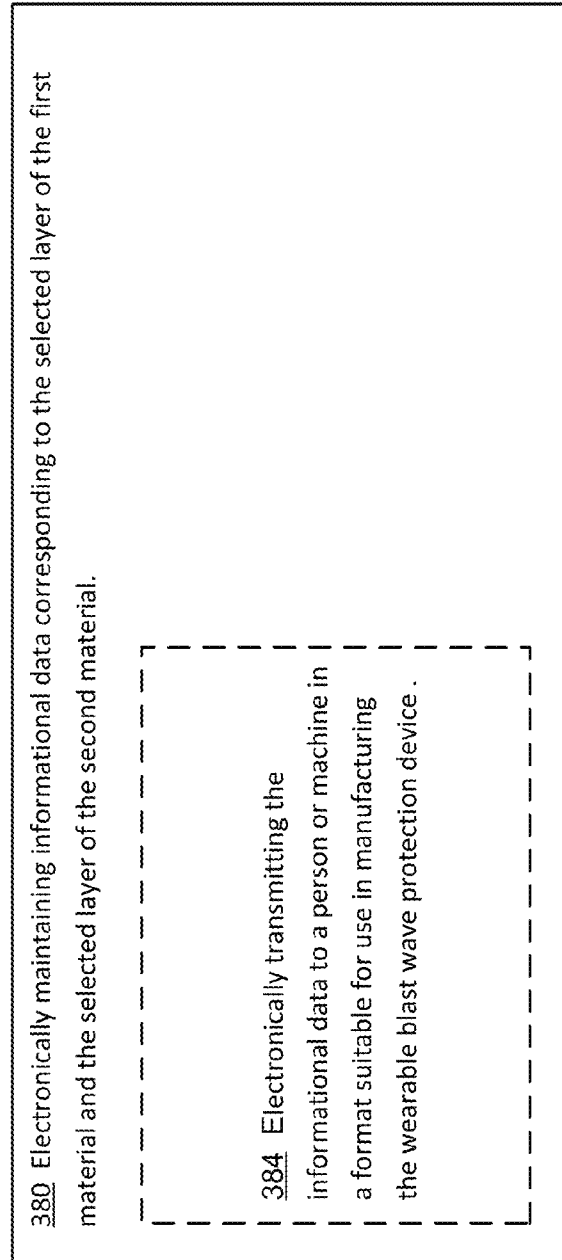 380 Electronically maintaining informational data corresponding to the selected layer of the first
material and the selected layer of the second material.
384 Electronically transmitting the
informational data to a person or machine in
a format suitable for use in manufacturing
the wearable blast wave protection device .